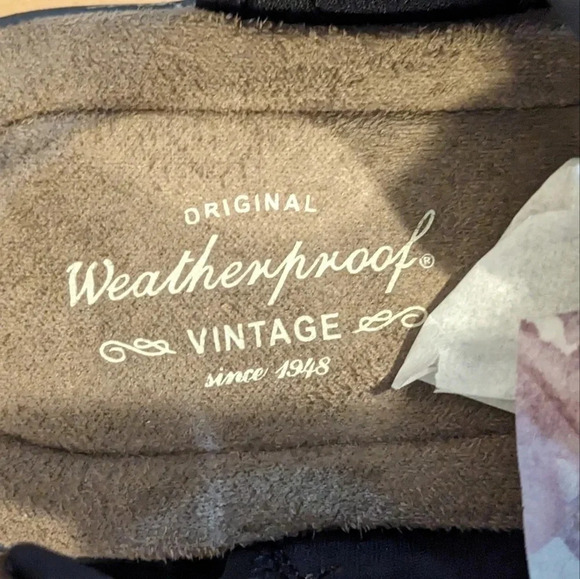 ORIGINAL
Weatherproof®
VINTAGE
since 1948